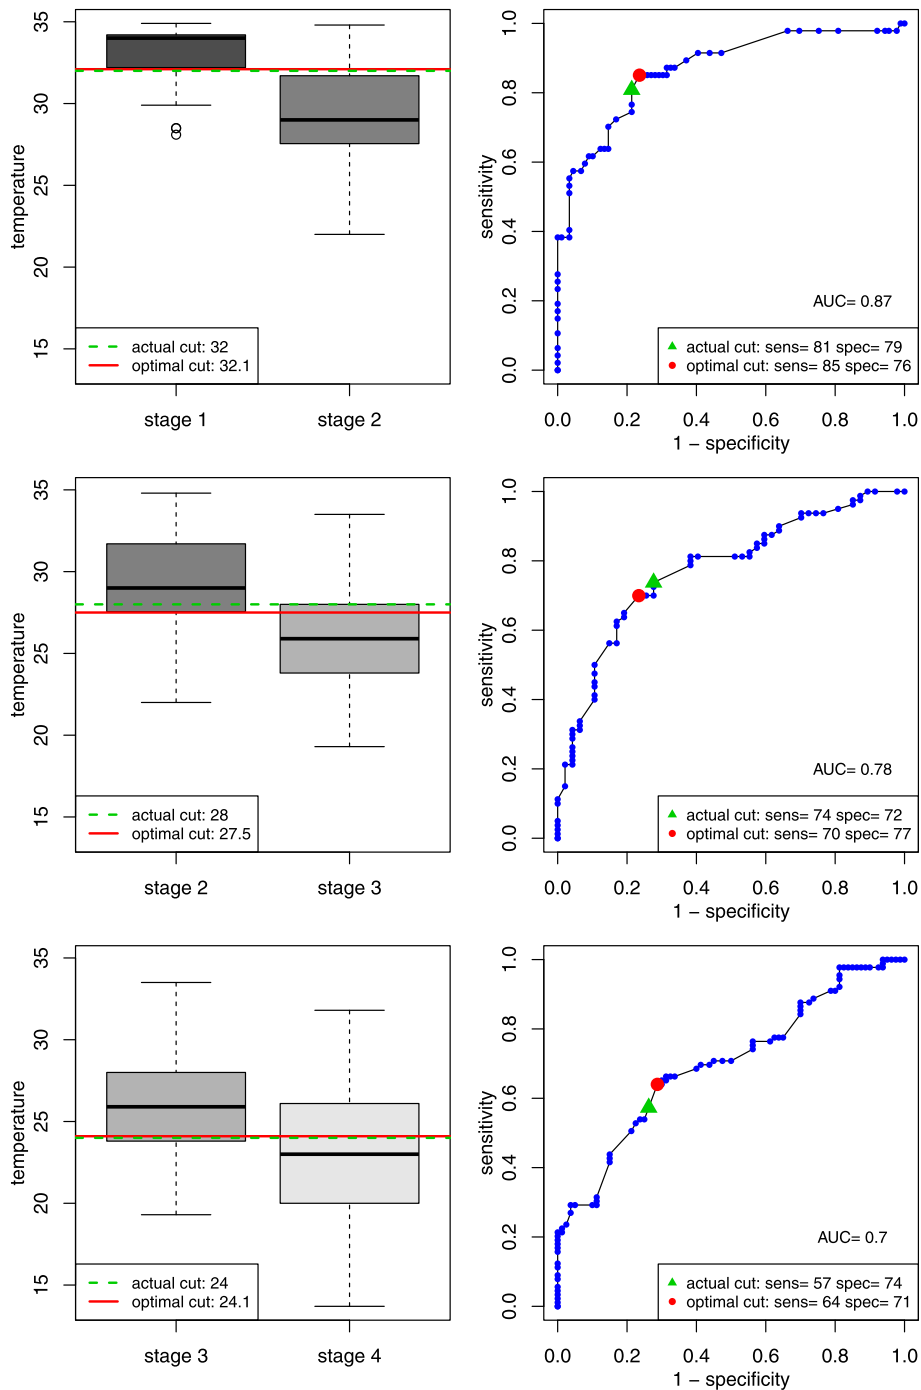 temperature
35
30
25
20
15
actual cut: 32
optimal cut: 32.1
stage 1
stage 2
sensitivity
1.0
0.8
0.6
0.4
0.2
0.0
AUC= 0.87
actual cut: sens= 81 spec= 79
optimal cut: sens= 85 spec= 76
0.0 0.2 0.4 0.6 0.8 1.0
1 − specificity
temperature
35
30
25
20
15
actual cut: 28
optimal cut: 27.5
stage 2
stage 3
sensitivity
1.0
0.8
0.6
0.4
0.2
0.0
AUC= 0.78
actual cut: sens= 74 spec= 72
optimal cut: sens= 70 spec= 77
0.0 0.2 0.4 0.6 0.8 1.0
1 − specificity
temperature
35
30
25
20
15
actual cut: 24
optimal cut: 24.1
stage 3
stage 4
sensitivity
1.0
0.8
0.6
0.4
0.2
0.0
AUC= 0.7
actual cut: sens= 57 spec= 74
optimal cut: sens= 64 spec= 71
0.0 0.2 0.4 0.6 0.8 1.0
1 − specificity